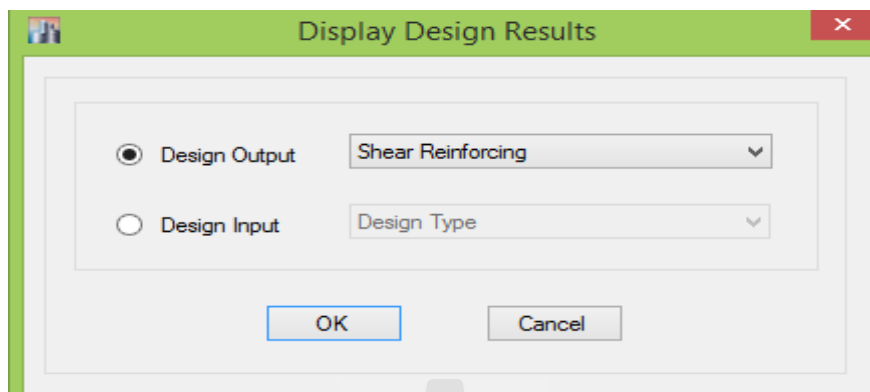 Display Design Results
Design Output Shear Reinforcing
Design Input Design Type
OK Cancel